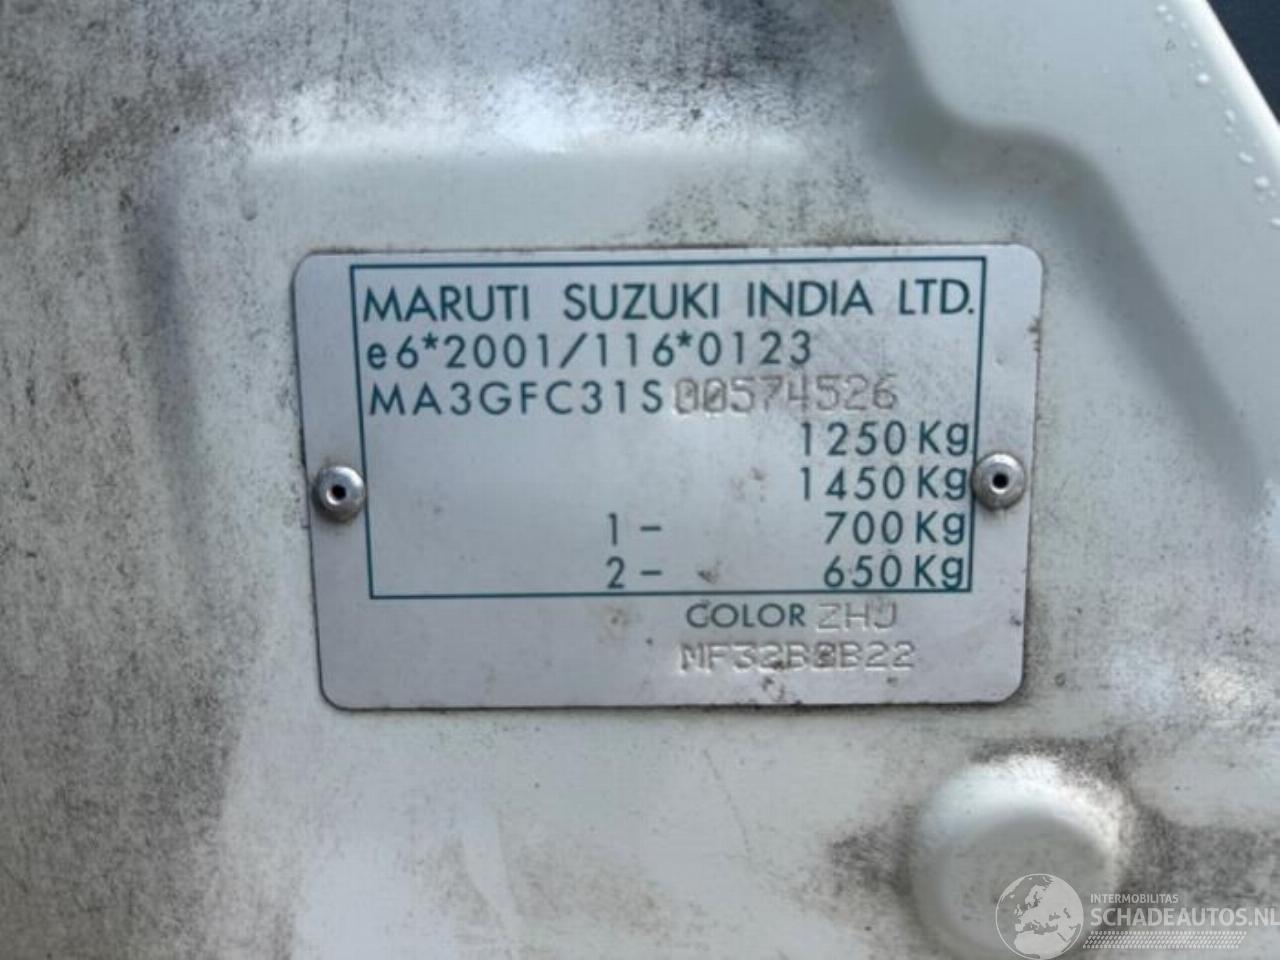 MARUTI SUZUKI INDIA LTD.
e6*2001/116*0123
MA3GFC31S00574526
1250Kg
1450Kg
1- 700Kg
2- 650Kg
COLOR ZHJ
MF32B0B22
INTERMOBILITAS
SCHADEAUTOS.NL